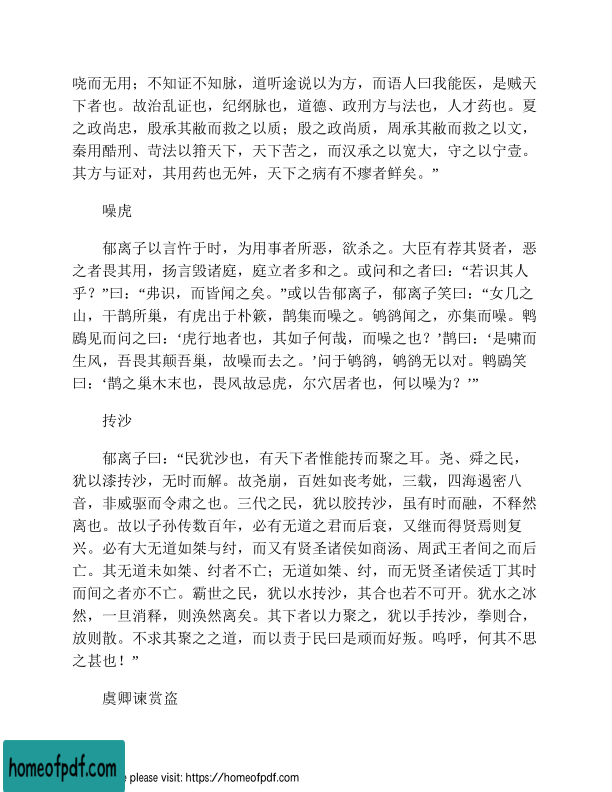 哓而无用；不知证不知脉，道听途说以为方，而语人曰我能医，是贼天
下者也。故治乱证也，纪纲脉也，道德、政刑方与法也，人才药也。夏
之政尚忠，殷承其敝而救之以质；殷之政尚质，周承其敝而救之以文，
秦用酷刑、苛法以箝天下，天下苦之，而汉承之以宽大，守之以宁壹。
其方与证对，其用药也无舛，天下之病有不瘳者鲜矣。”
噪虎
郁离子以言忤于时，为用事者所恶，欲杀之。大臣有荐其贤者，恶
之者畏其用，扬言毁诸庭，庭立者多和之。或问和之者曰：“若识其人
乎？”曰：“弗识，而皆闻之矣。”或以告郁离子，郁离子笑曰：“女几之
山，干鹊所巢，有虎出于朴簌，鹊集而噪之。鸲鹆闻之，亦集而噪。鹎
鶋见而问之曰：‘虎行地者也，其如子何哉，而噪之也？’鹊曰：‘是啸而
生风，吾畏其颠吾巢，故噪而去之。’问于鸲鹆，鸲鹆无以对。鹎鶋笑
曰：‘鹊之巢木末也，畏风故忌虎，尔穴居者也，何以噪为？’”
抟沙
郁离子曰：“民犹沙也，有天下者惟能抟而聚之耳。尧、舜之民，
犹以漆抟沙，无时而解。故尧崩，百姓如丧考妣，三载，四海遏密八
音，非威驱而令肃之也。三代之民，犹以胶抟沙，虽有时而融，不释然
离也。故以子孙传数百年，必有无道之君而后衰，又继而得贤焉则复
兴。必有大无道如桀与纣，而又有贤圣诸侯如商汤、周武王者间之而后
亡。其无道未如桀、纣者不亡；无道如桀、纣，而无贤圣诸侯适丁其时
而间之者亦不亡。霸世之民，犹以水抟沙，其合也若不可开。犹水之冰
然，一旦消释，则涣然离矣。其下者以力聚之，犹以手抟沙，拳则合，
放则散。不求其聚之之道，而以责于民曰是顽而好叛。呜呼，何其不思
之甚也！”
虞卿谏赏盗
homeofpdf.com
e please visit: https://homeofpdf.com